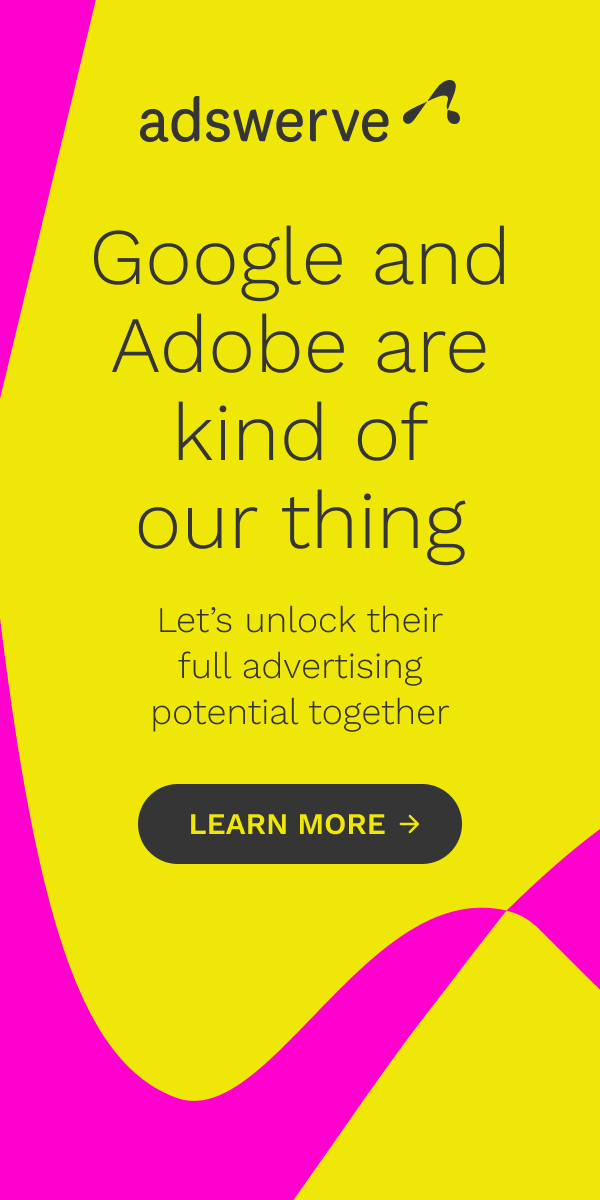 adswerve
Google and
Adobe are
kind of
our thing
Let’s unlock their
full advertising
potential together
LEARN MORE →